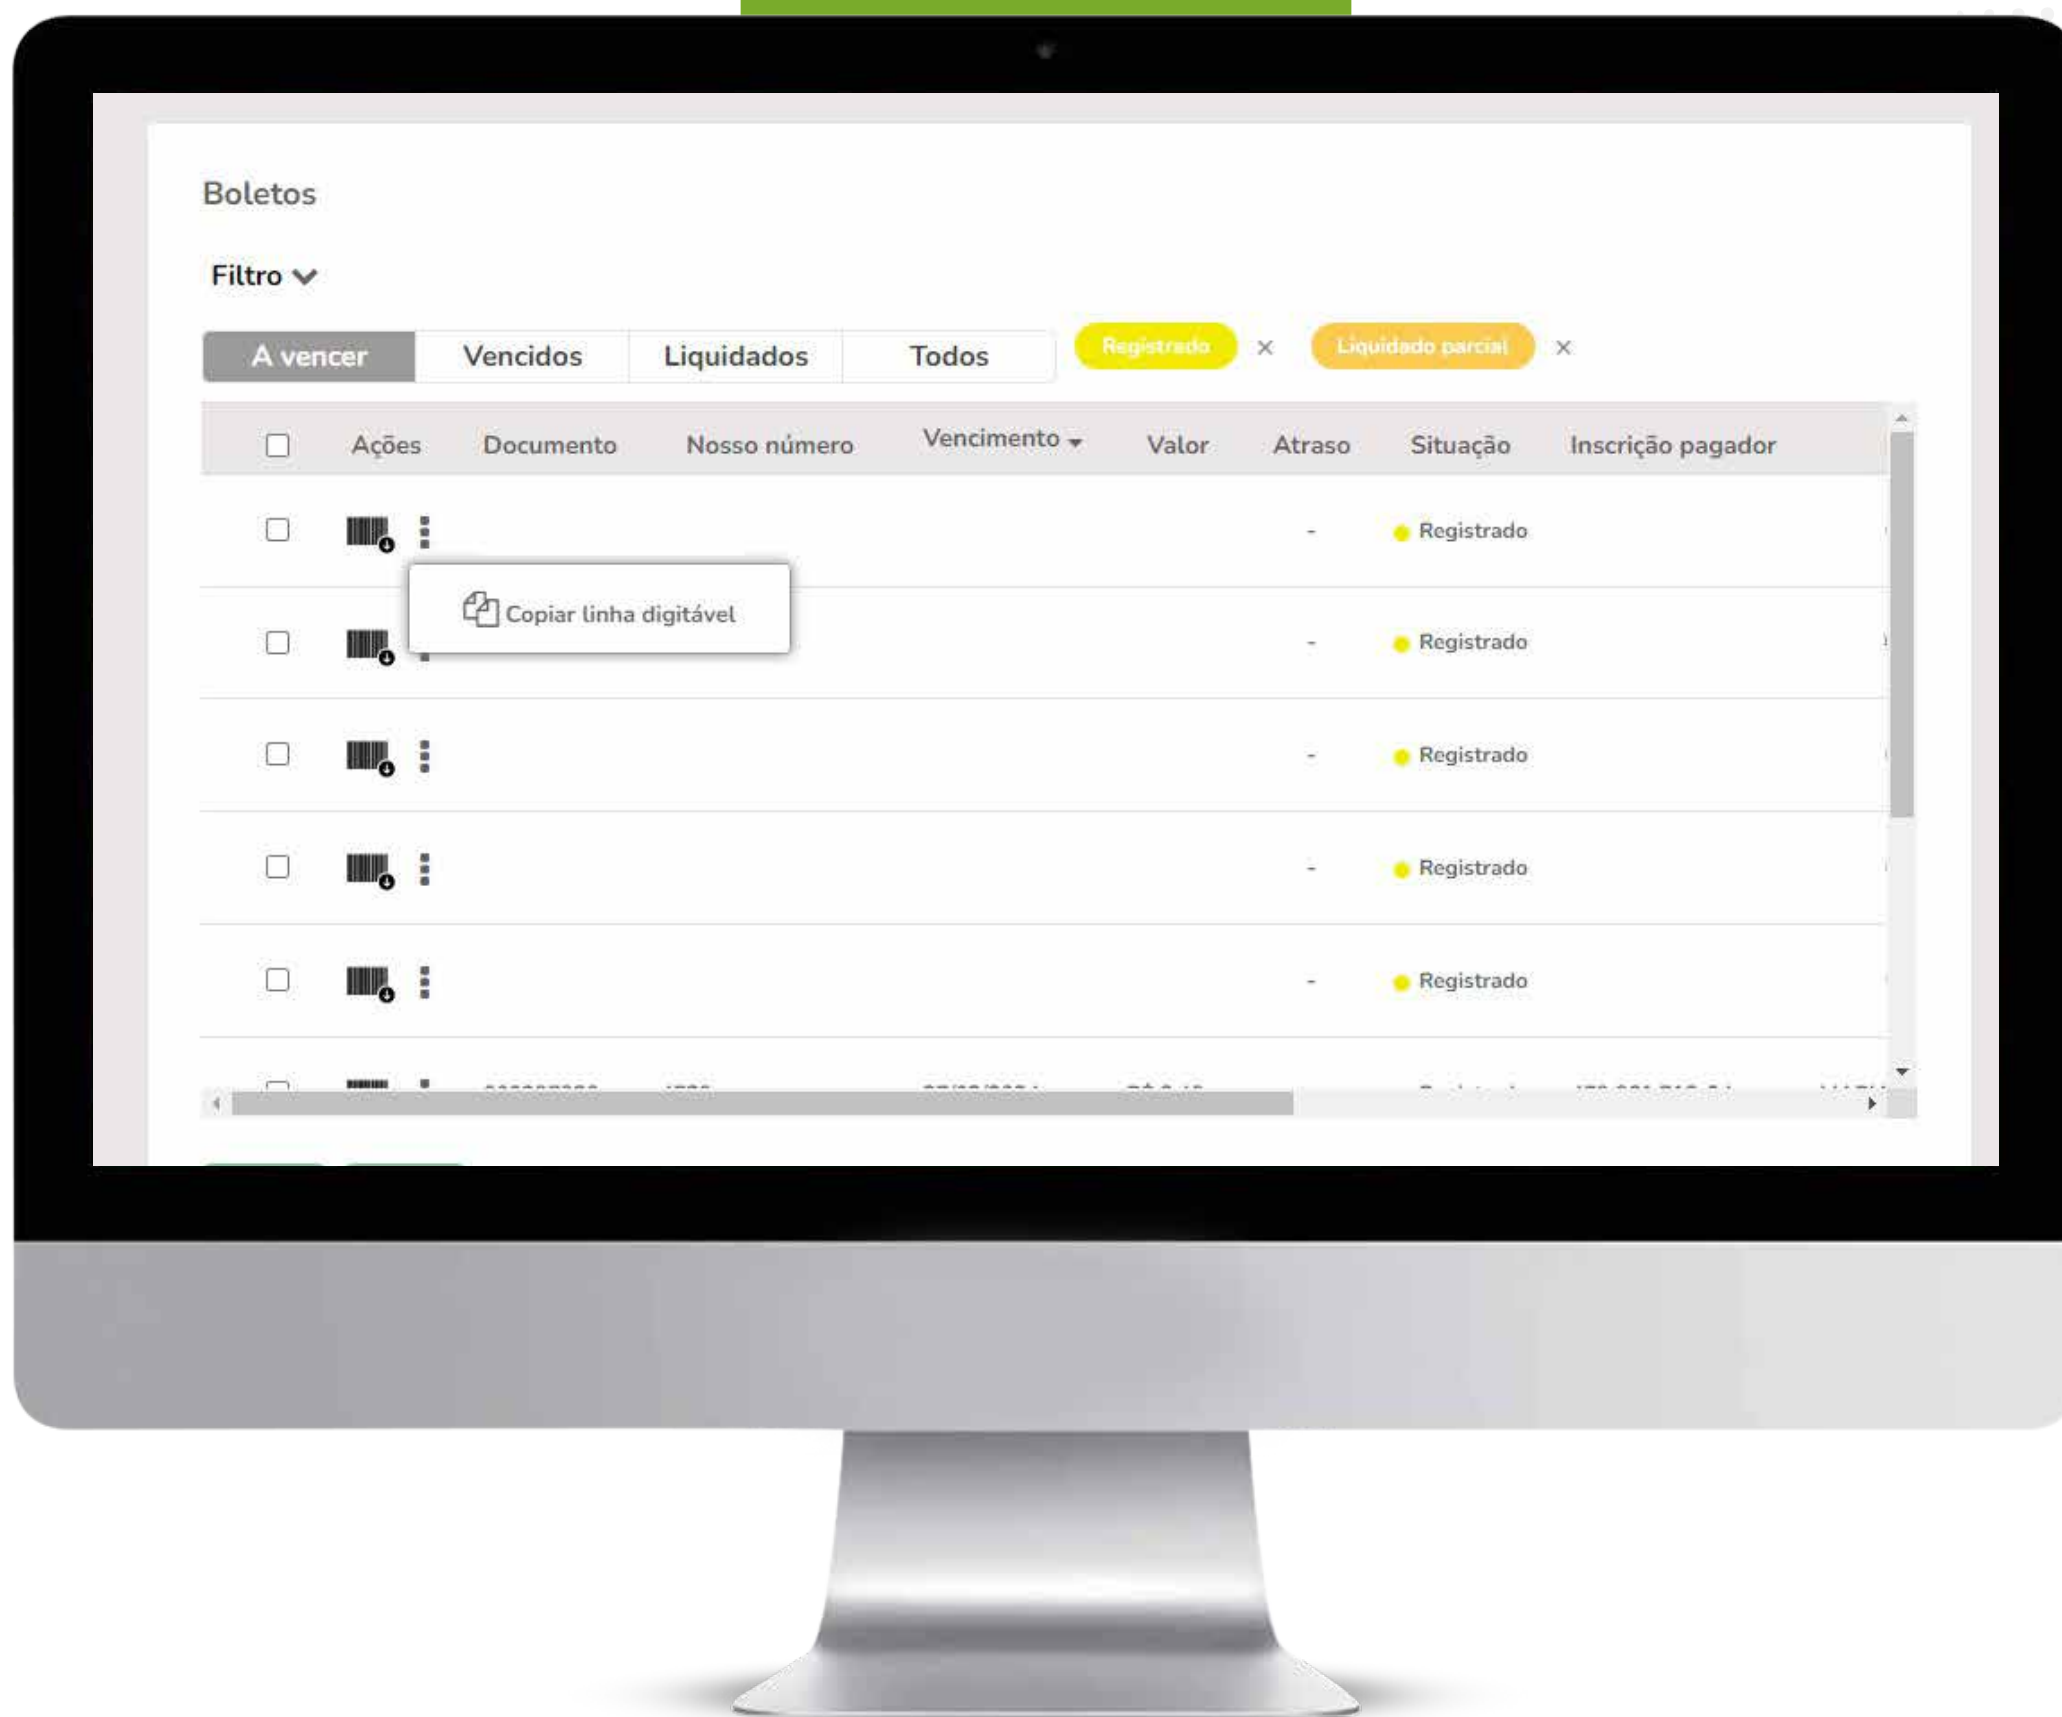 Boletos
Filtro
A vencer Vencidos Liquidados Todos Registrado × Liquidado parcial ×
Ações Documento Nosso número Vencimento Valor Atraso Situação Inscrição pagador
- Registrado
Copiar linha digitável
- Registrado
- Registrado
- Registrado
- Registrado